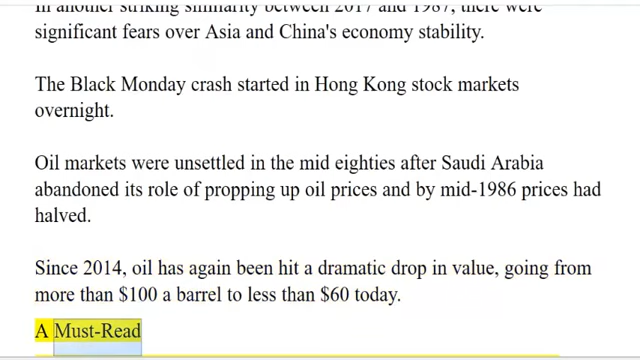 In another striking similarity between 2017 and 1987, there were
significant fears over Asia and China's economy stability.
The Black Monday crash started in Hong Kong stock markets
overnight.
Oil markets were unsettled in the mid eighties after Saudi Arabia
abandoned its role of propping up oil prices and by mid-1986 prices had
halved.
Since 2014, oil has again been hit a dramatic drop in value, going from
more than $100 a barrel to less than $60 today.
A Must-Read